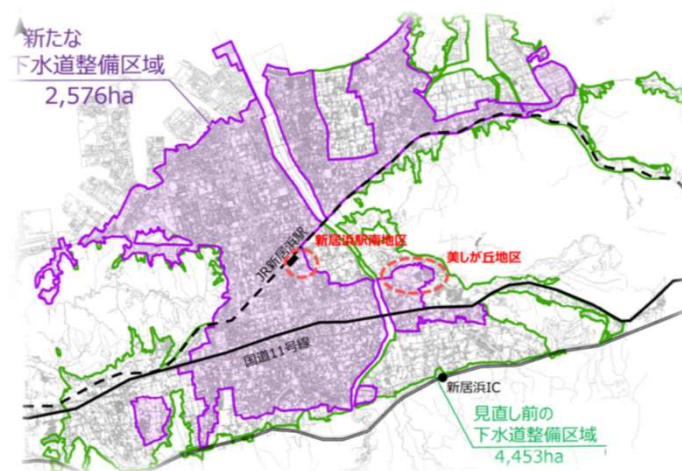 新たな
下水道整備区域
2,576ha
新居浜駅南地区
美しが丘地区
JR新居浜駅
国道11号線
新居浜IC
見直し前の
下水道整備区域
4,453ha